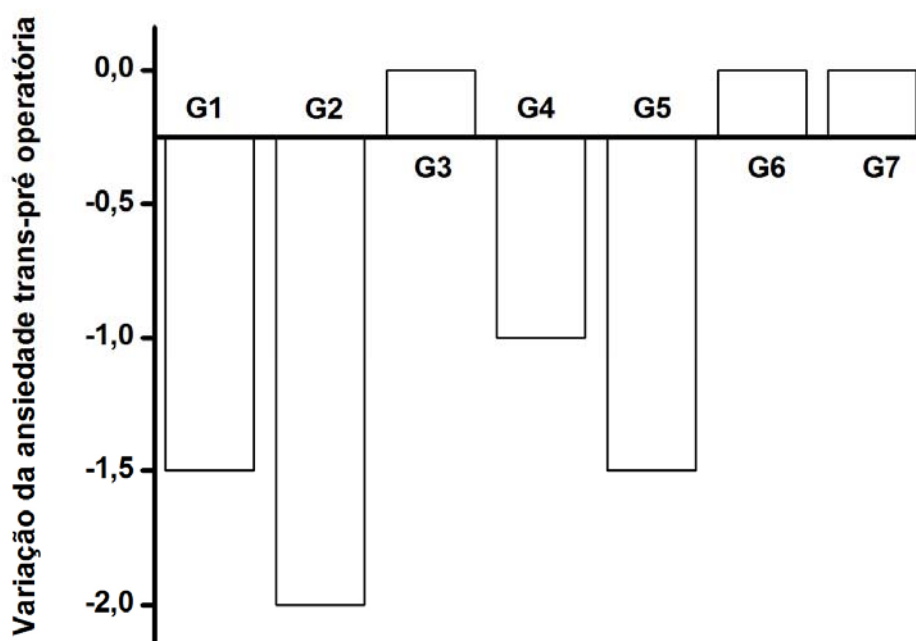 Variação da ansiedade trans-pré operatória
0,0
-0,5
-1,0
-1,5
-2,0
G1
G2
G3
G4
G5
G6
G7